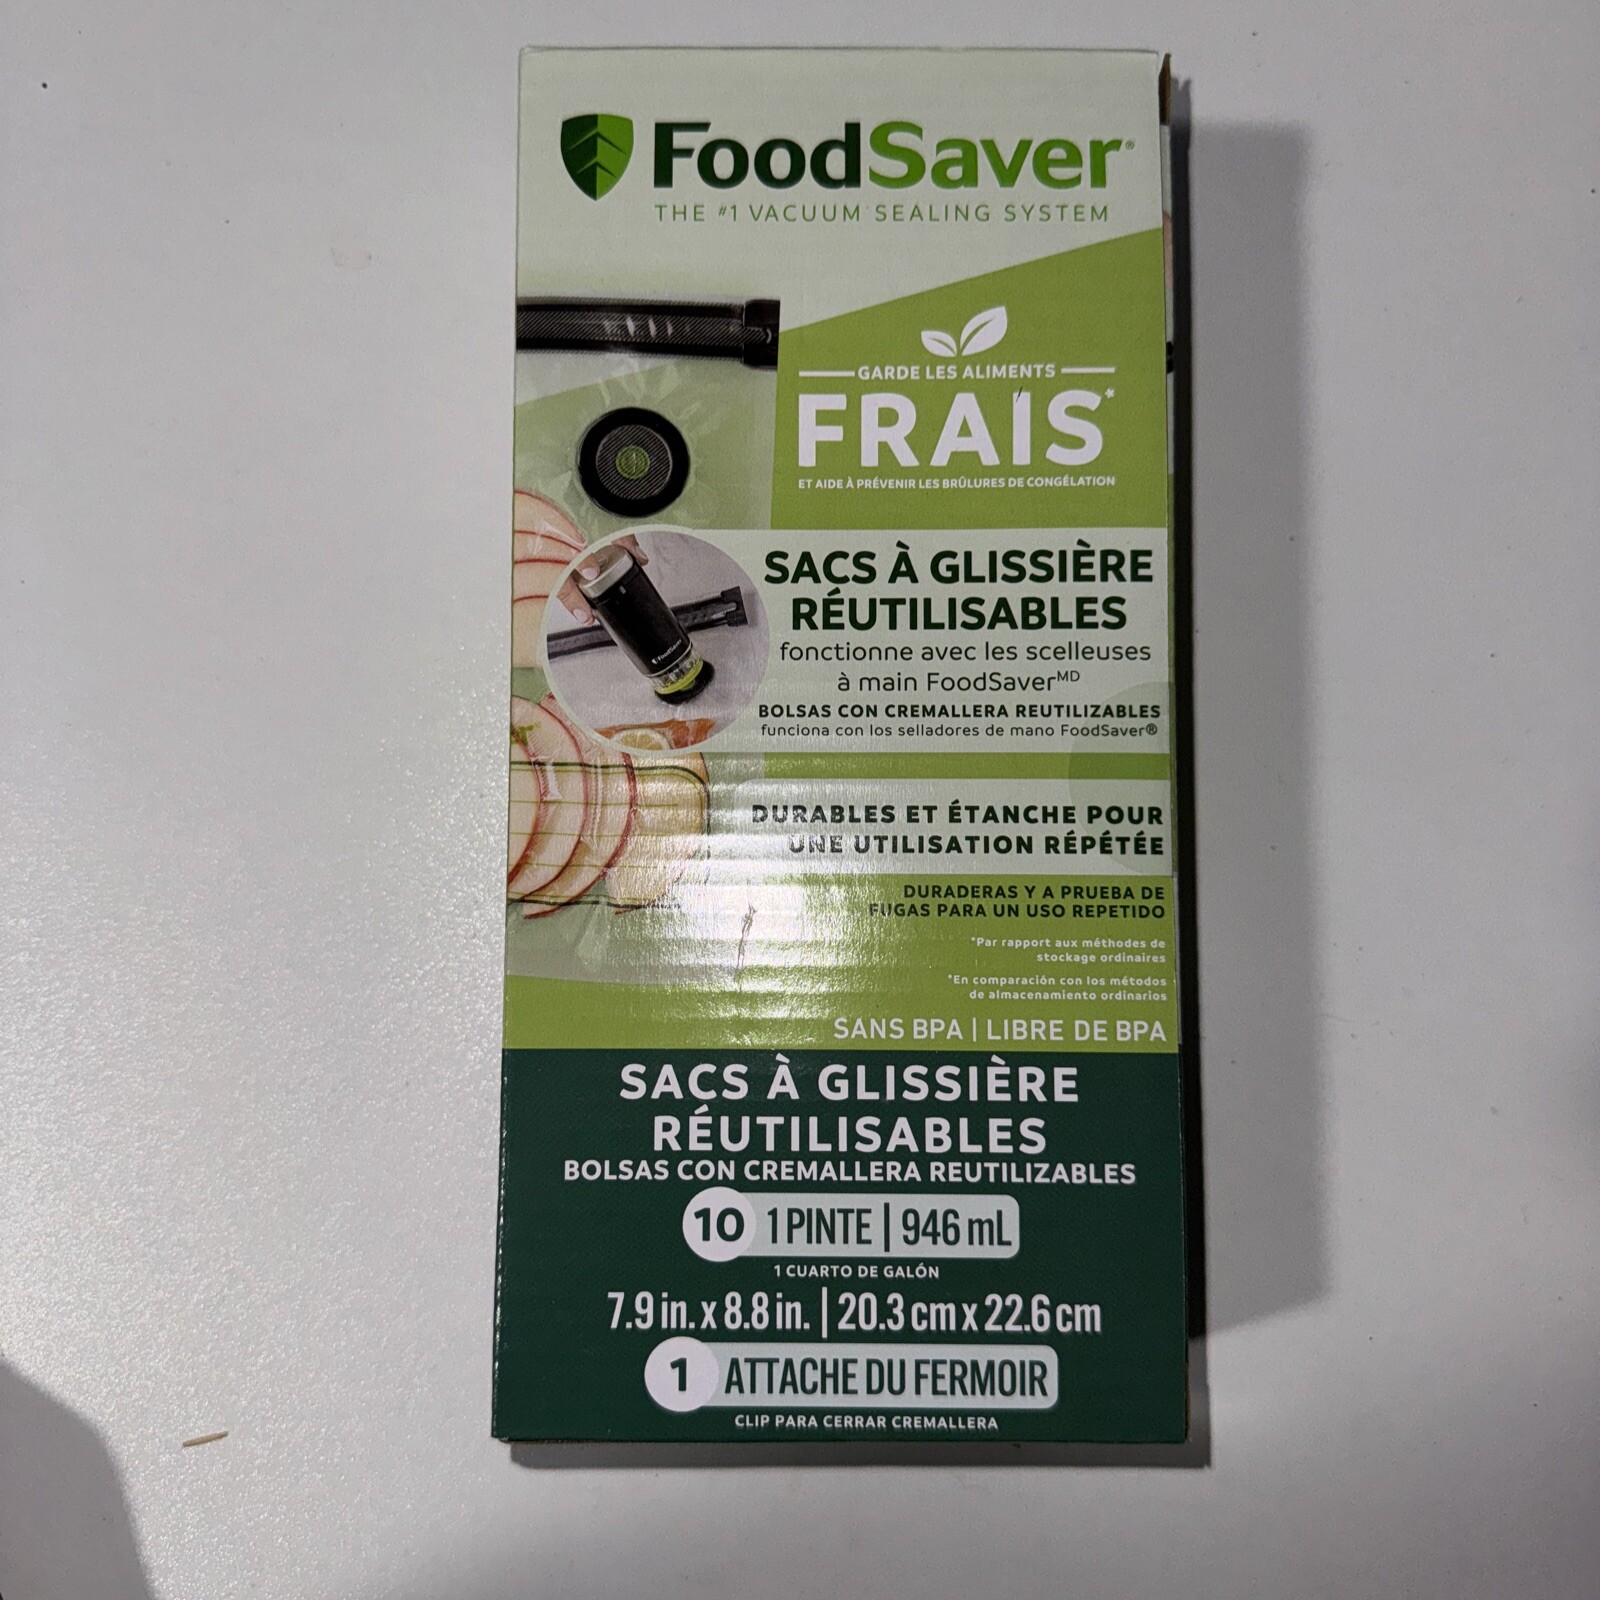 FoodSaver®
THE #1 VACUUM SEALING SYSTEM
GARDE LES ALIMENTS
FRAIS*
ET AIDE À PRÉVENIR LES BRÛLURES DE CONGÉLATION
SACS À GLISSIÈRE
RÉUTILISABLES
fonctionne avec les scelleuses
à main FoodSaverMD
BOLSAS CON CREMALLERA REUTILIZABLES
funciona con los selladores de mano FoodSaver®
FoodSaver
DURABLES ET ÉTANCHE POUR
UNE UTILISATION RÉPÉTÉE
DURADERAS Y A PRUEBA DE
FUGAS PARA UN USO REPETIDO
*Par rapport aux méthodes de
stockage ordinaires
*En comparación con los métodos
de almacenamiento ordinarios
SANS BPA | LIBRE DE BPA
SACS À GLISSIÈRE
RÉUTILISABLES
BOLSAS CON CREMALLERA REUTILIZABLES
10 1 PINTE | 946 mL
1 CUARTO DE GALÓN
7.9 in. x 8.8 in. | 20.3 cm x 22.6 cm
1 ATTACHE DU FERMOIR
CLIP PARA CERRAR CREMALLERA